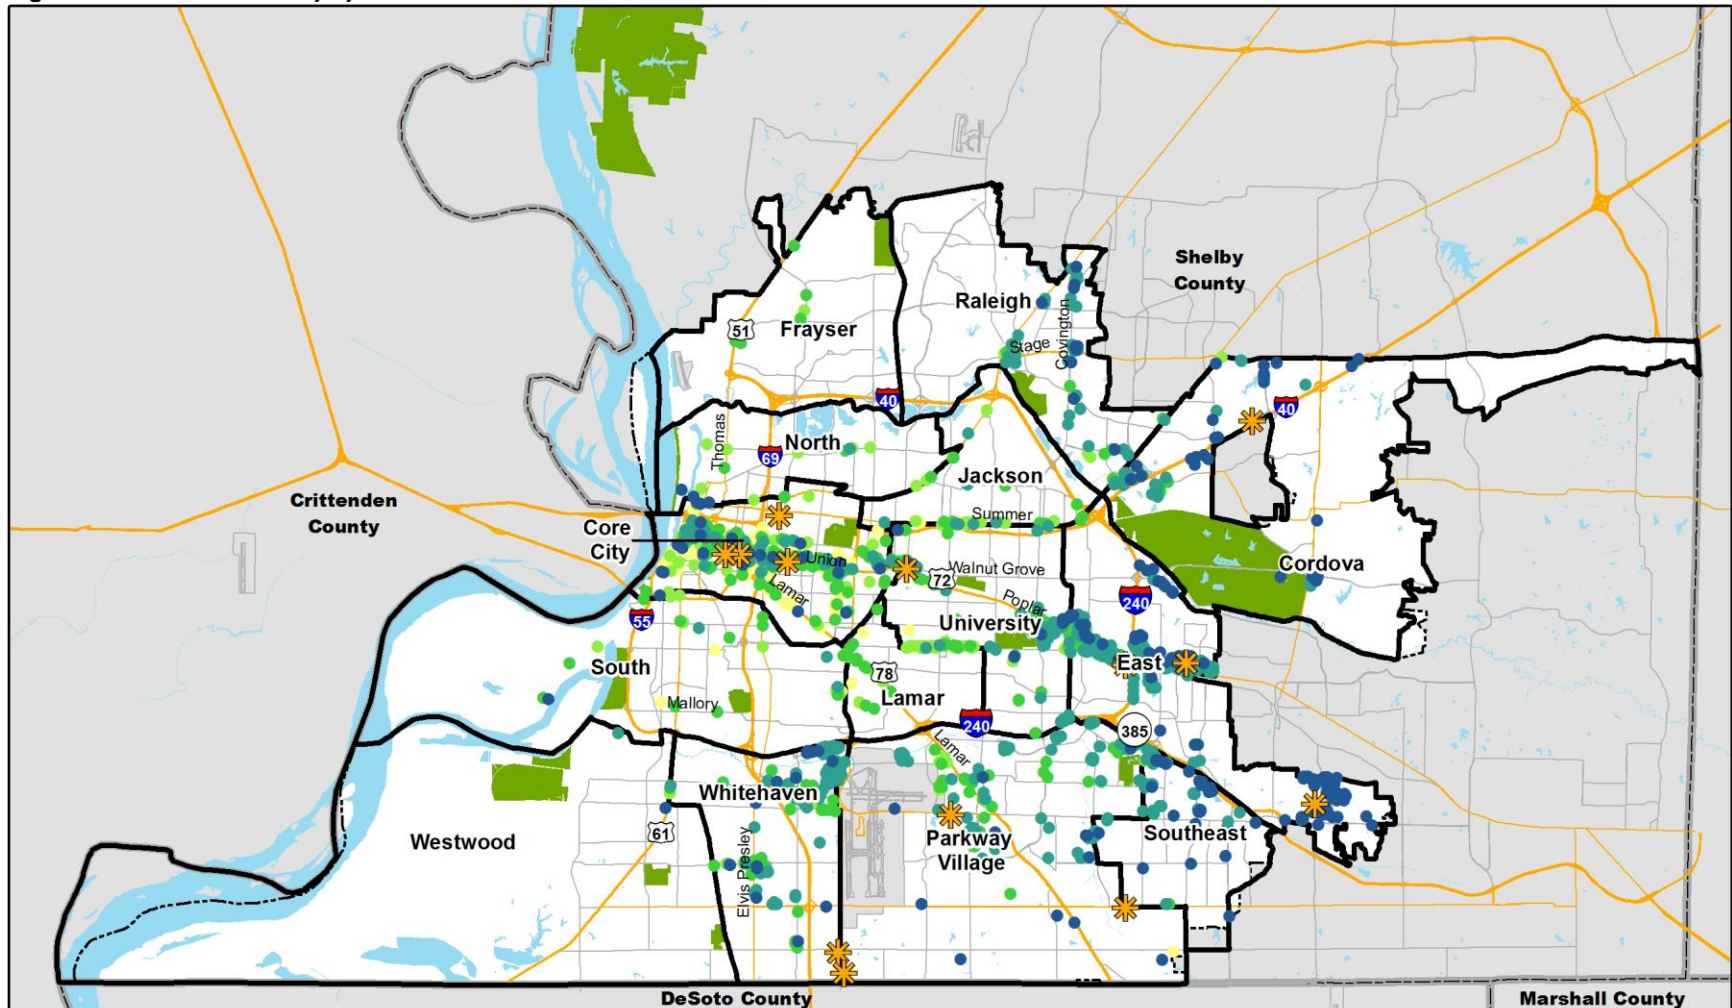 Shelby
County
Raleigh
51
Frayser
Stage
Covington
40
40
Thomas
North
69
Jackson
Crittenden
County
Summer
Core
City
Union
Walnut Grove
72
Cordova
Lamar
Poplar
240
55
University
South
East
78
Mallory
Lamar
240
385
Lamar
Whitehaven
61
Westwood
Parkway
Village
Southeast
Elvis Presley
DeSoto County
Marshall County